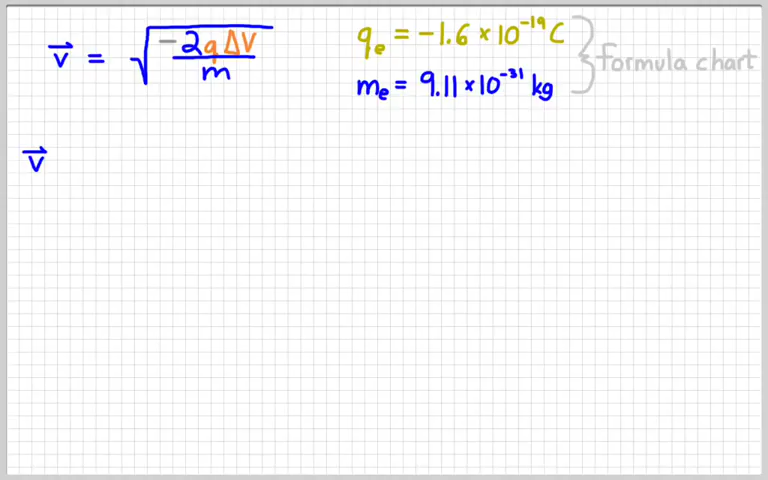 v⃗ = √(-2qΔV / m)
qₑ = -1.6 × 10⁻¹⁹ C
mₑ = 9.11 × 10⁻³¹ kg
formula chart
v⃗